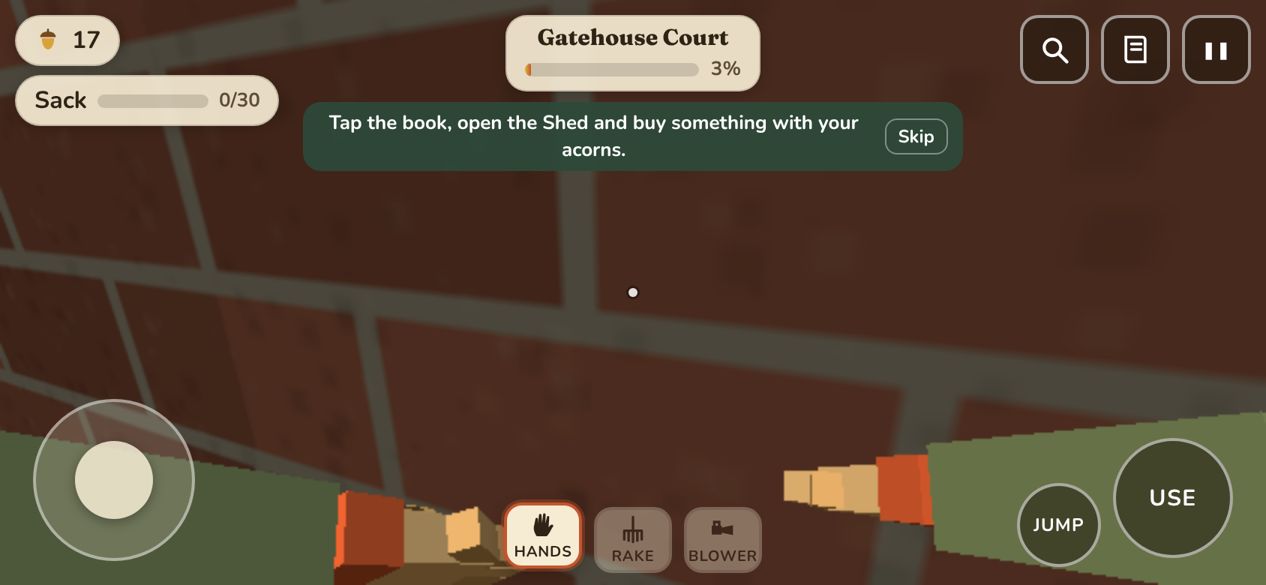 17
Gatehouse Court
3%
Sack 0/30
Tap the book, open the Shed and buy something with your
acorns.
Skip
USE
JUMP
HANDS
RAKE
BLOWER